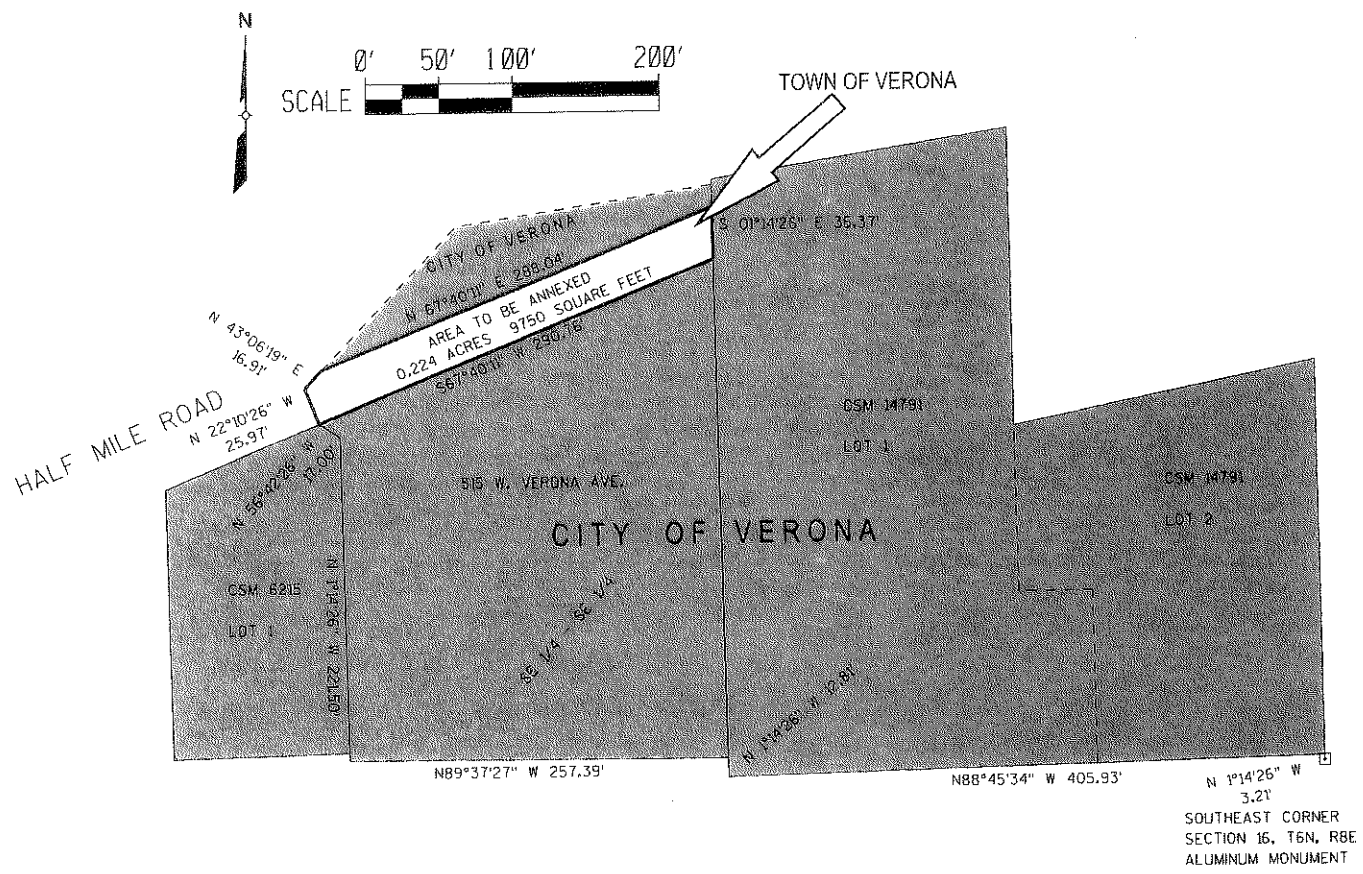 N
0' 50' 100' 200'
SCALE
TOWN OF VERONA
S 01°14'26" E 35.37'
CITY OF VERONA
N 67°40'11" E 288.04'
AREA TO BE ANNEXED
0.224 ACRES 9750 SQUARE FEET
S67°40'11" W 290.76'
N 43°06'19" E
16.91'
HALF MILE ROAD
N 22°10'26" W
25.97'
N 56°42'26" W
17.00'
CSM 14791
LOT 1
CSM 14791
LOT 2
515 W. VERONA AVE.
CITY OF VERONA
CSM 6215
LOT 1
N 1°14'26" W 221.50'
SE 1/4 - SE 1/4
N 1°14'26" W 12.81'
N89°37'27" W 257.39'
N88°45'34" W 405.93'
N 1°14'26" W
3.21'
SOUTHEAST CORNER
SECTION 16, T6N, R8E
ALUMINUM MONUMENT